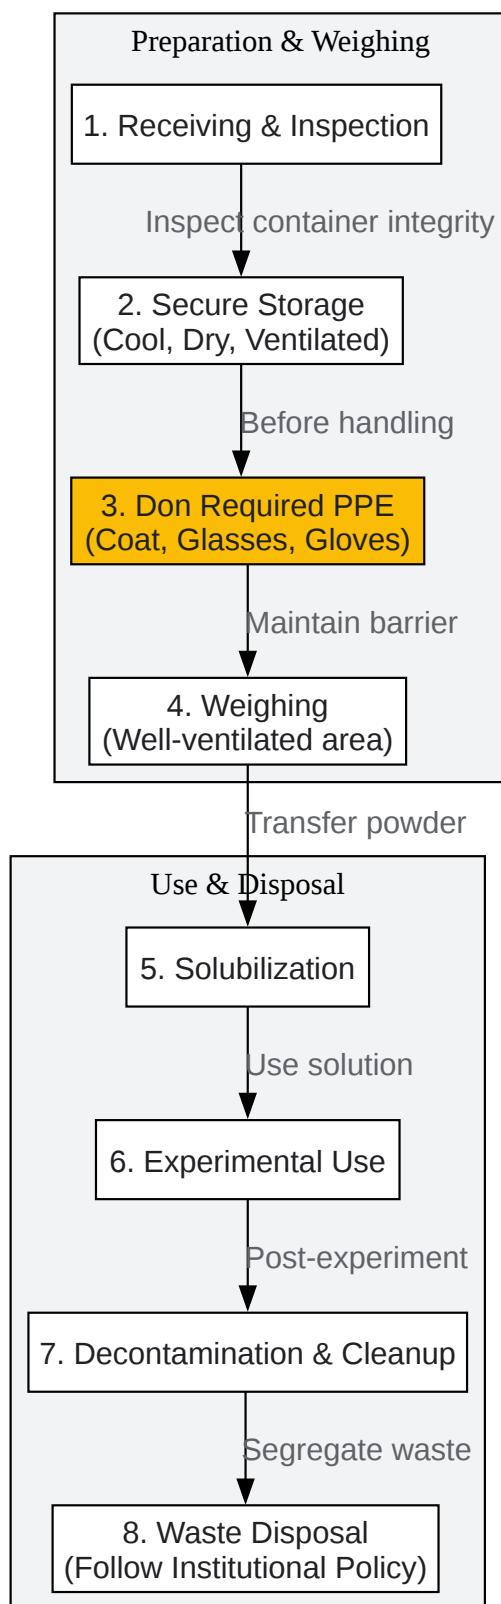 Preparation & Weighing
1. Receiving & Inspection
Inspect container integrity
2. Secure Storage
(Cool, Dry, Ventilated)
Before handling
3. Don Required PPE
(Coat, Glasses, Gloves)
Maintain barrier
4. Weighing
(Well-ventilated area)
Transfer powder
Use & Disposal
5. Solubilization
Use solution
6. Experimental Use
Post-experiment
7. Decontamination & Cleanup
Segregate waste
8. Waste Disposal
(Follow Institutional Policy)